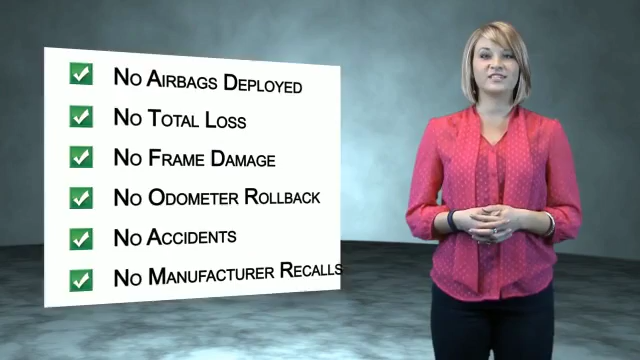 No Airbags Deployed
No Total Loss
No Frame Damage
No Odometer Rollback
No Accidents
No Manufacturer Recalls